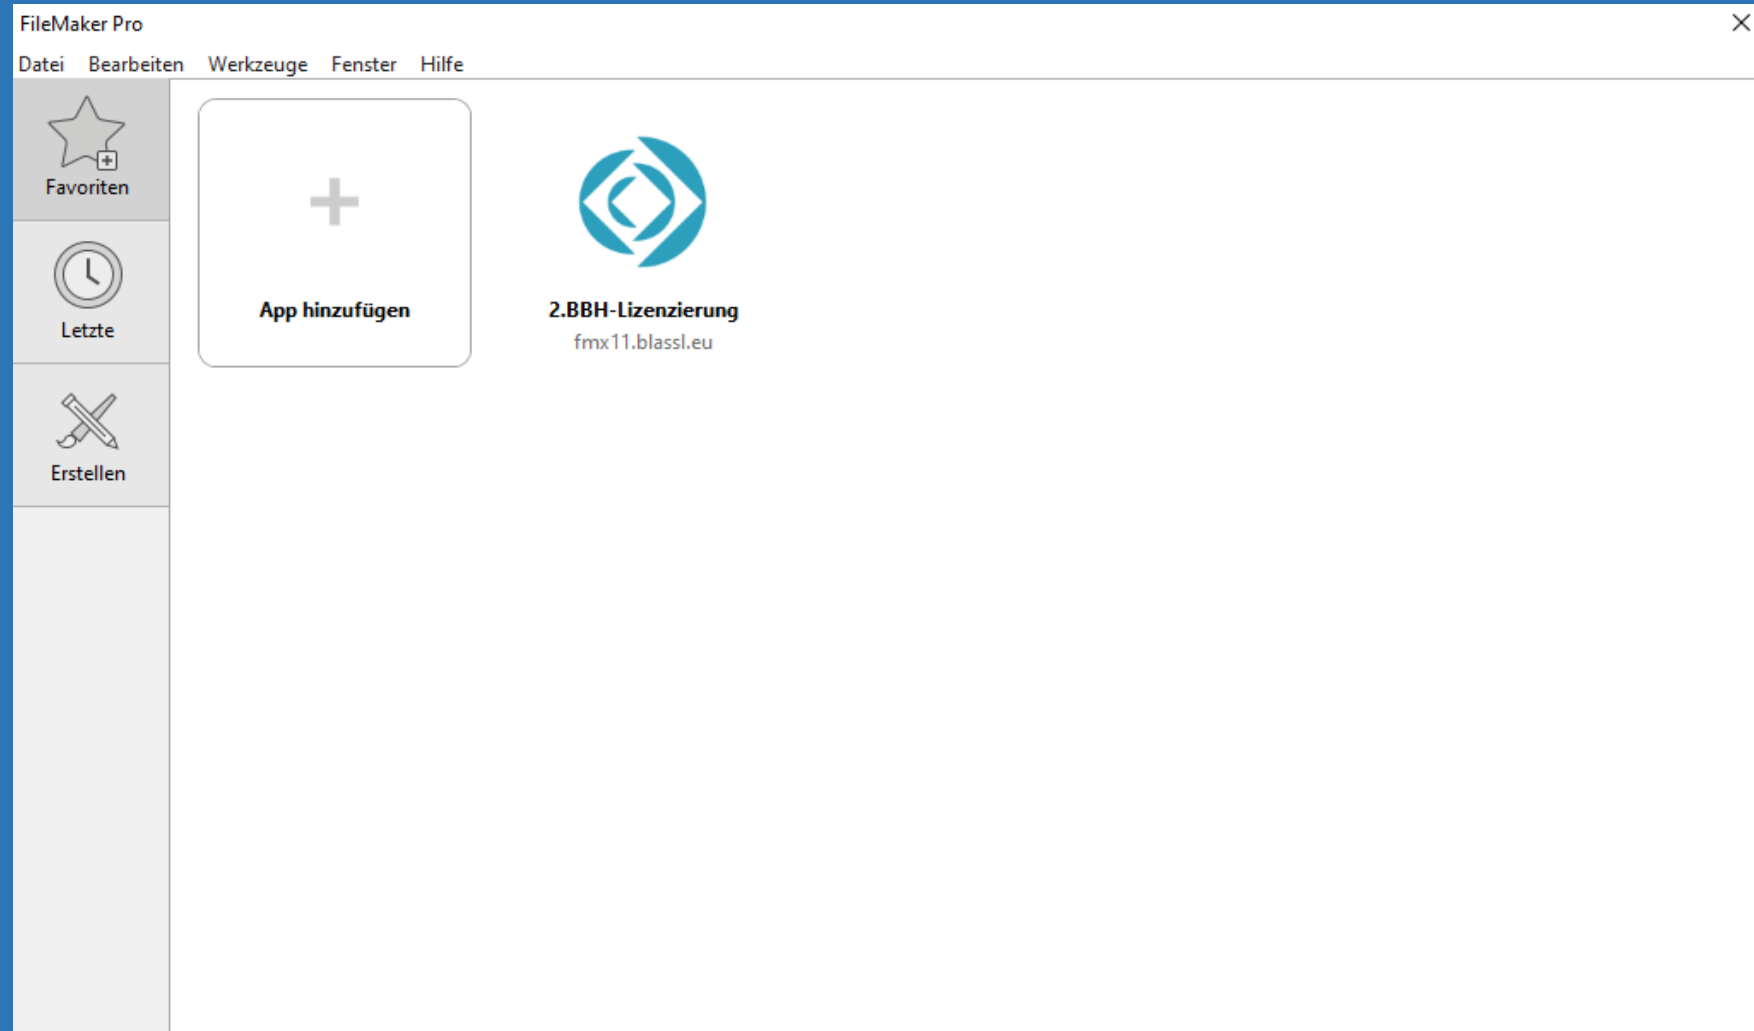 FileMaker Pro
Datei Bearbeiten Werkzeuge Fenster Hilfe
Favoriten
Letzte
Erstellen
App hinzufügen
2.BBH-Lizenzierung
fmx11.blassl.eu